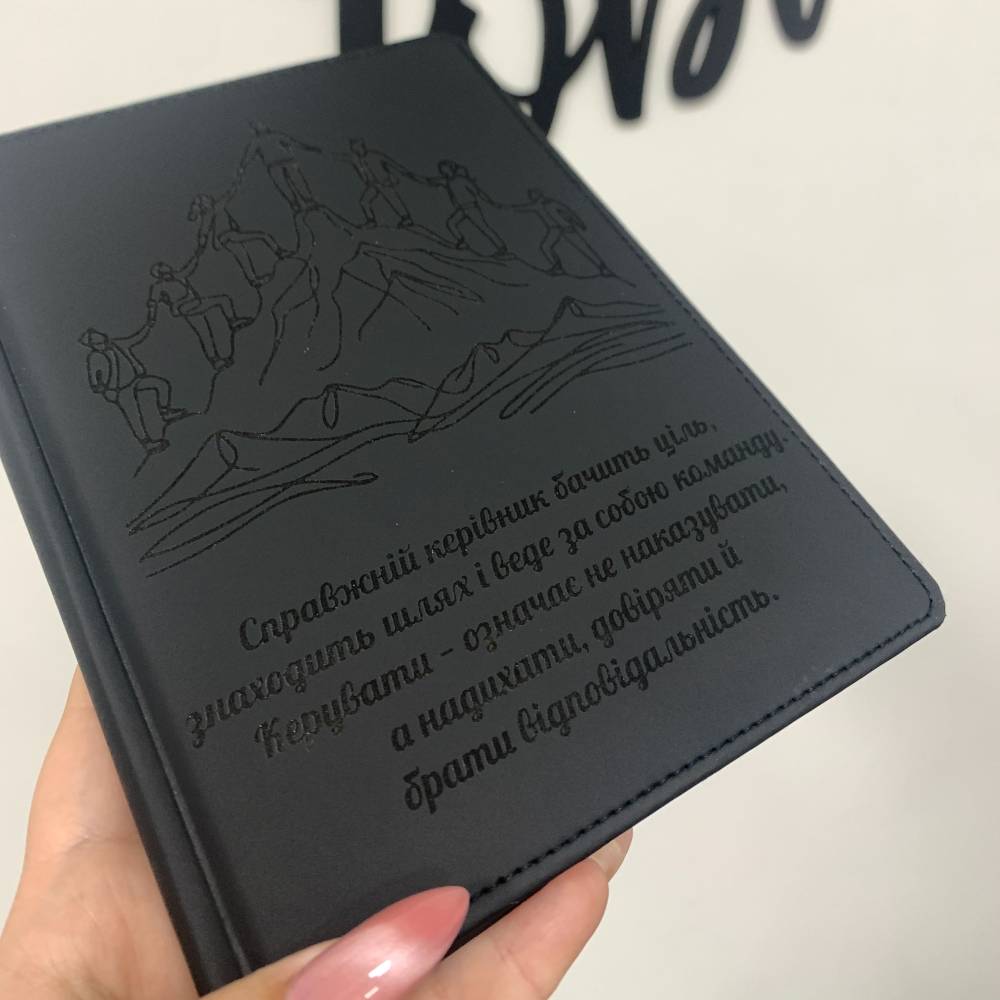 Справжній керівник бачить ціль,
знаходить шлях і веде за собою команду.
Керувати - означає не наказувати,
а надихати, довіряти й
брати відповідальність.